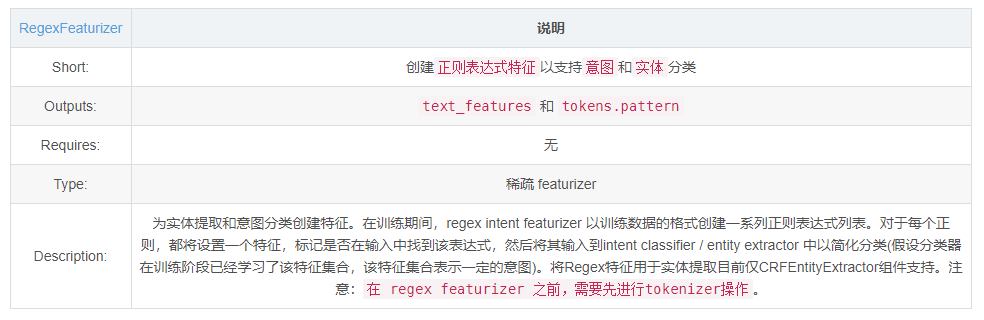 RegexFeaturizer 说明
Short: 创建 正则表达式特征 以支持 意图 和 实体 分类
Outputs: text_features 和 tokens.pattern
Requires: 无
Type: 稀疏 featurizer
为实体提取和意图分类创建特征。在训练期间，regex intent featurizer 以训练数据的格式创建一系列正则表达式列表。对于每个正
则，都将设置一个特征，标记是否在输入中找到该表达式，然后将其输入到intent classifier / entity extractor 中以简化分类(假设分类器
Description: 在训练阶段已经学习了该特征集合，该特征集合表示一定的意图)。将Regex特征用于实体提取目前仅CRFEntityExtractor组件支持。注
意：在 regex featurizer 之前，需要先进行tokenizer操作。